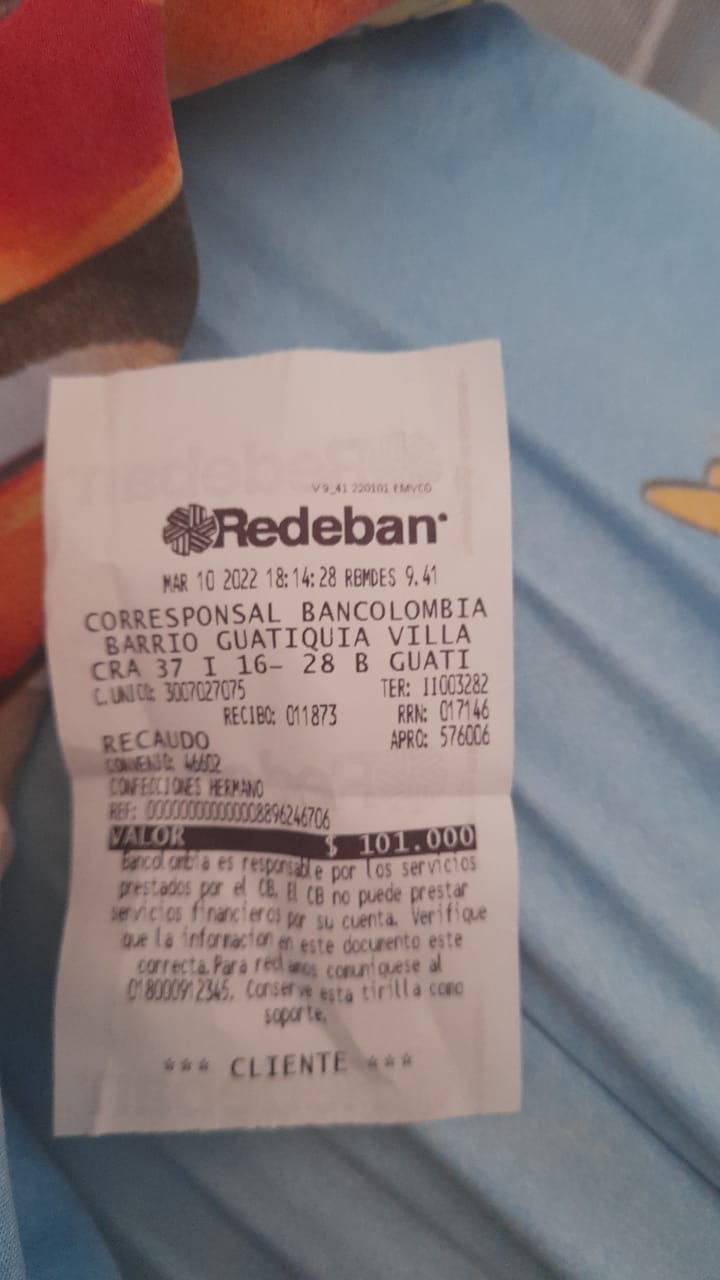 V9_41 220101 EMVCO
Redeban
MAR 10 2022 18:14:28 RBMDES 9.41
CORRESPONSAL BANCOLOMBIA
BARRIO GUATIQUIA VILLA
CRA 37 I 16- 28 B GUATI
C.UNICO: 3007027075 TER: II003282
RECIBO: 011873 RRN: 017146
RECAUDO APRO: 576006
CONVENIO: 46602
CONFECCIONES HERMANO
REF: 00000000000008896246706
VALOR $ 101.000
Bancolombia es responsable por los servicios
prestados por el CB. El CB no puede prestar
servicios financieros por su cuenta. Verifique
que la informacion en este documento este
correcta.Para reclamos comuniquese al
018000912345. Conserve esta tirilla como
soporte.
*** CLIENTE ***